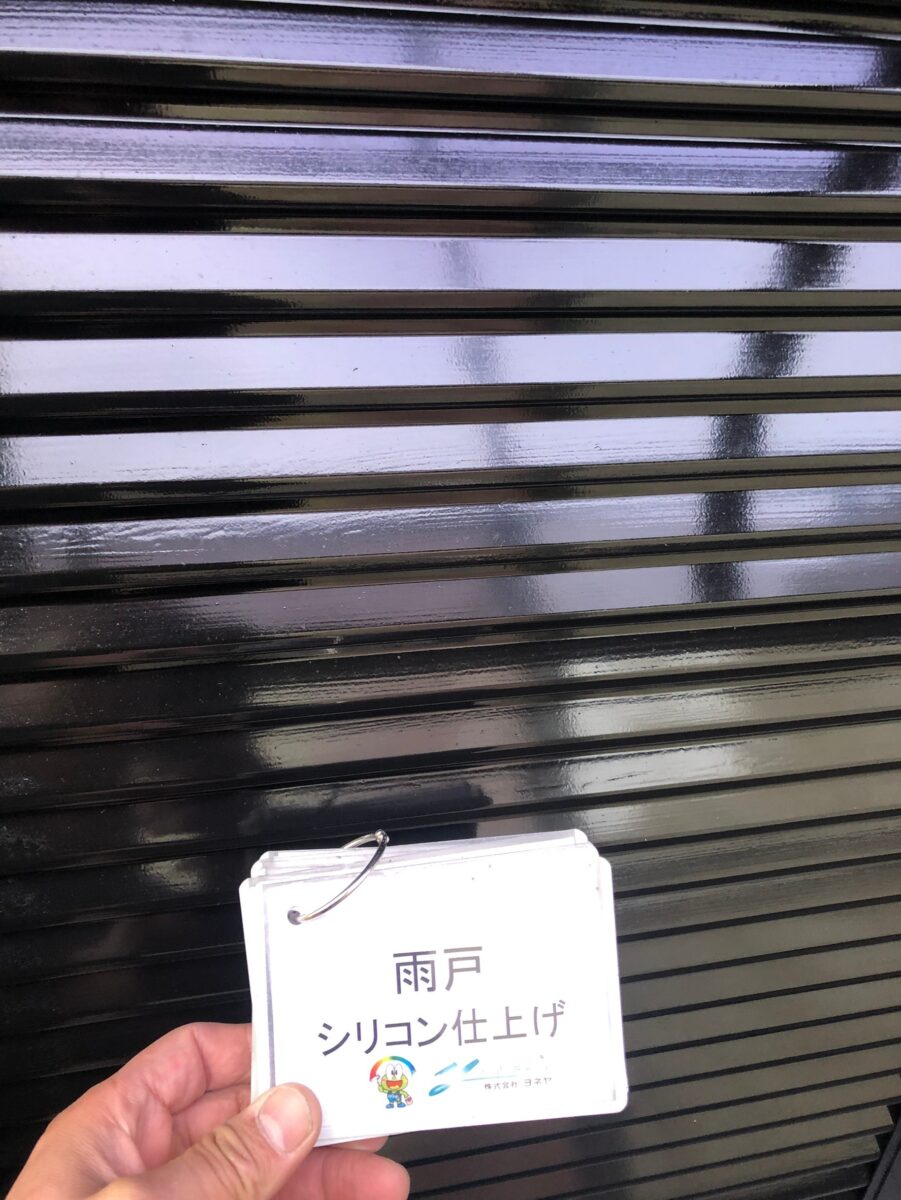 雨戸
シリコン仕上げ
株式会社 ヨネヤ